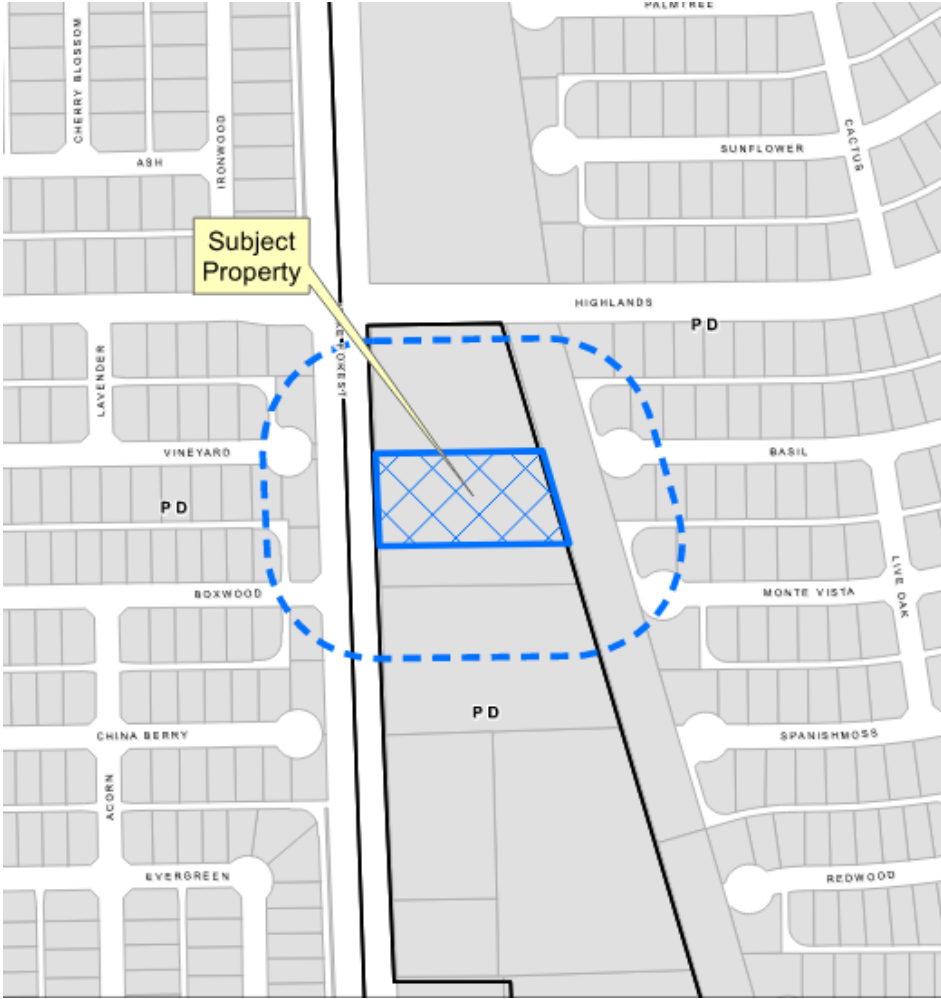 PALMTREE
CHERRY BLOSSOM
IRONWOOD
CACTUS
SUNFLOWER
ASH
Subject
Property
HIGHLANDS
PD
FOREST
LAVENDER
VINEYARD
BASIL
PD
LIVE OAK
BOXWOOD
MONTE VISTA
PD
CHINA BERRY
SPANISHMOSS
ACORN
EVERGREEN
REDWOOD